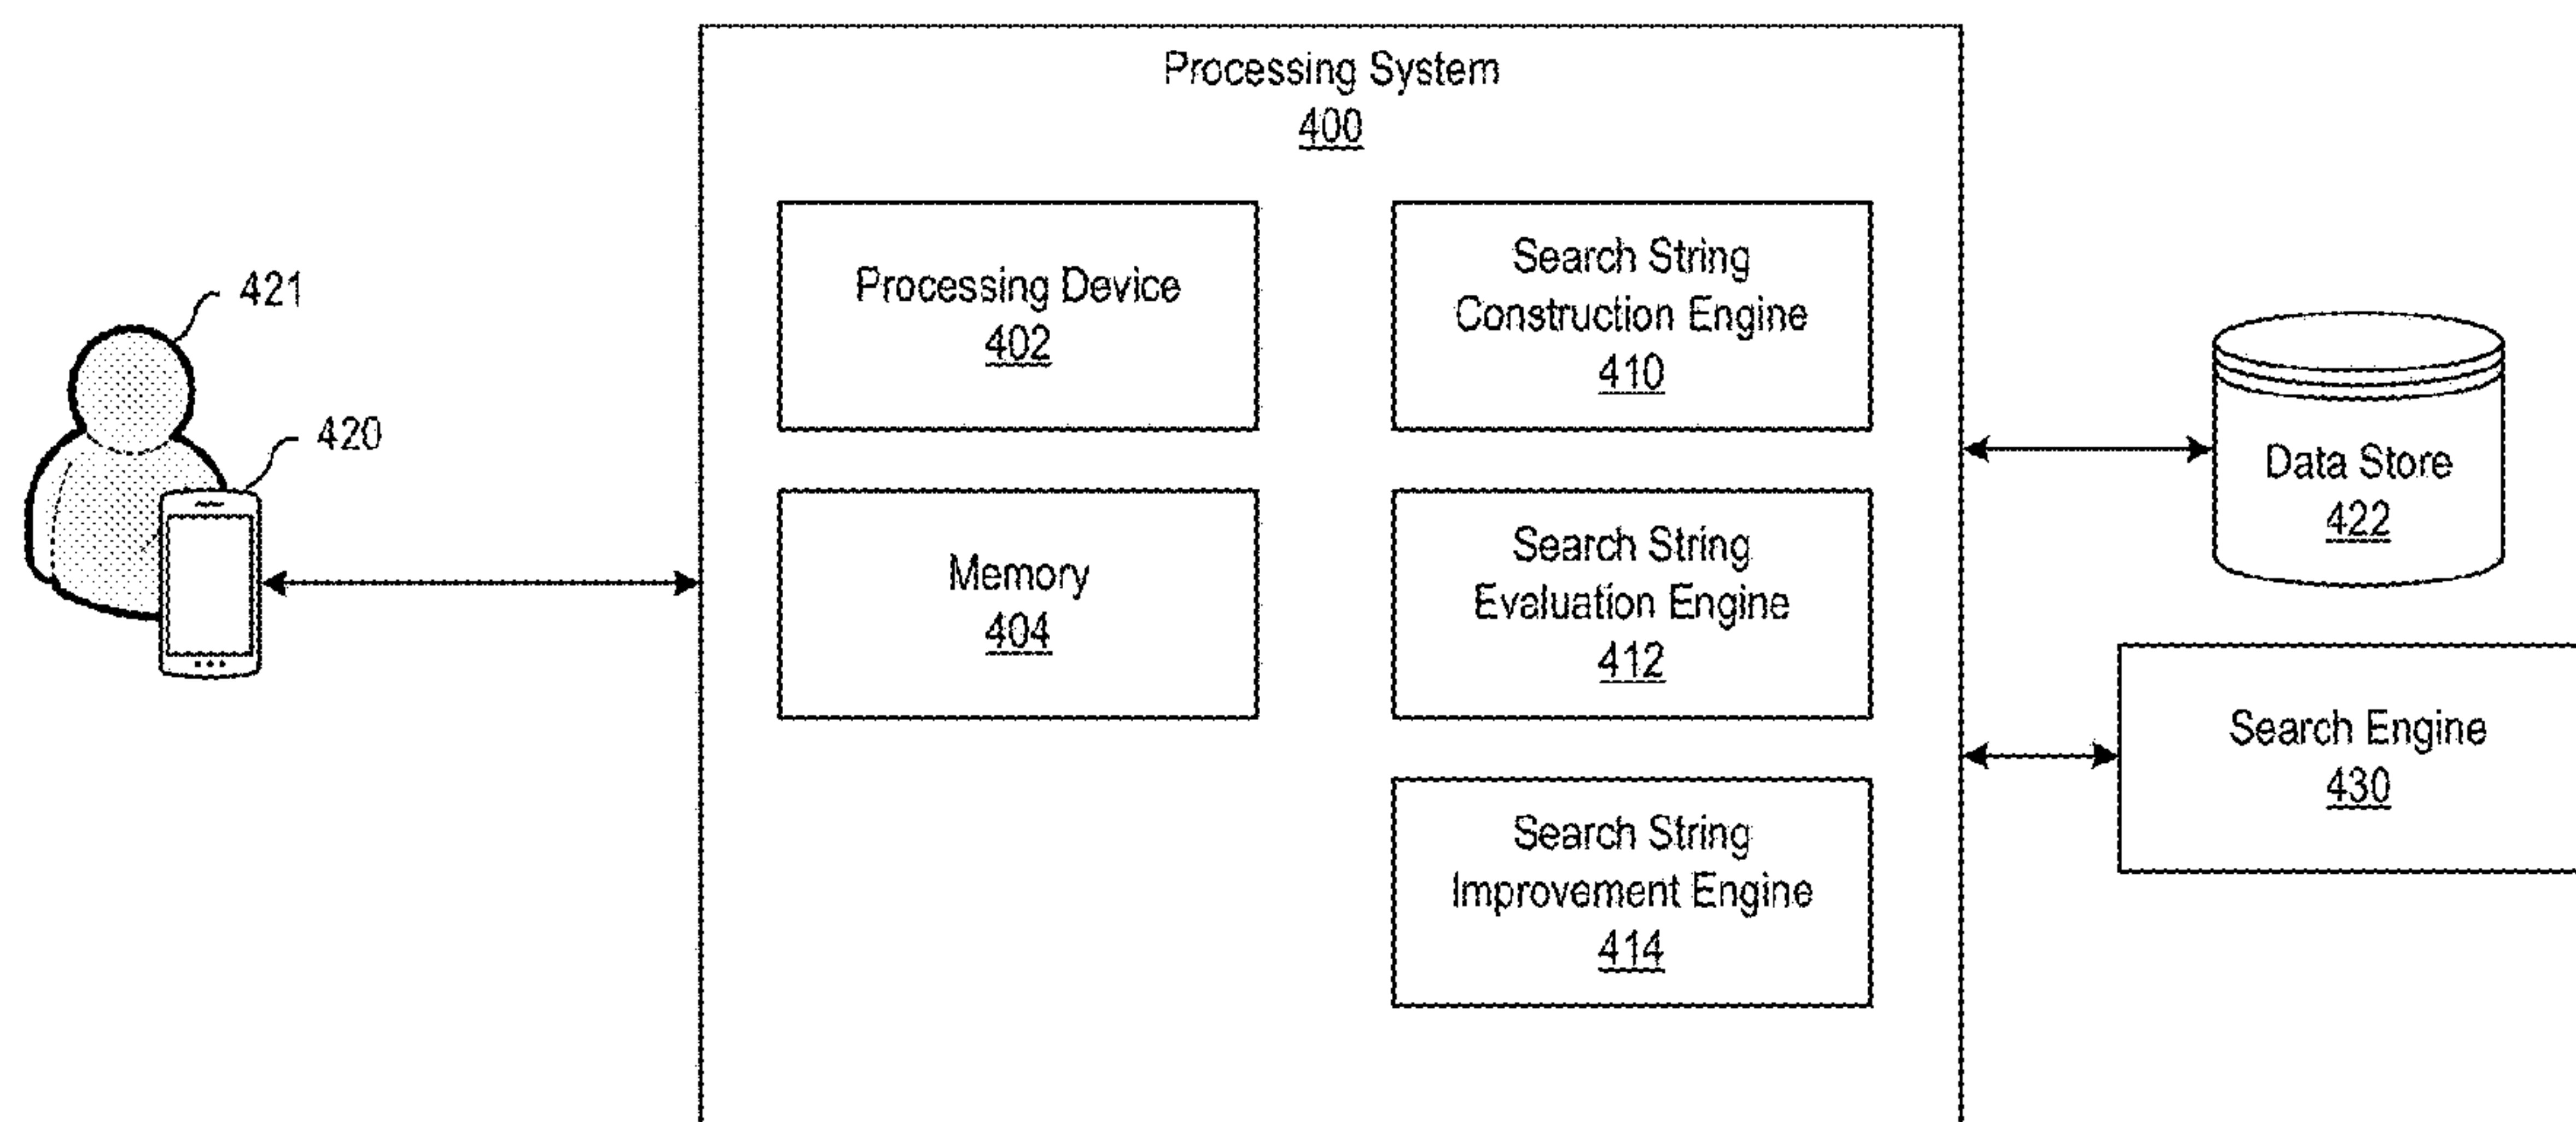 Processing System
400
Processing Device
402
Search String
Construction Engine
410
421
420
Memory
404
Search String
Evaluation Engine
412
Search String
Improvement Engine
414
Data Store
422
Search Engine
430